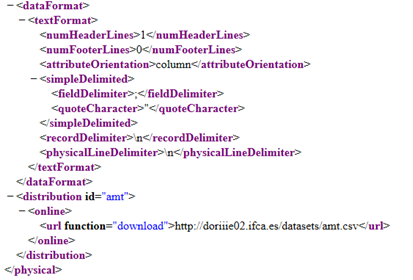 − <dataFormat>
− <textFormat>
<numHeaderLines>1</numHeaderLines>
<numFooterLines>0</numFooterLines>
<attributeOrientation>column</attributeOrientation>
− <simpleDelimited>
<fieldDelimiter>;</fieldDelimiter>
<quoteCharacter>"</quoteCharacter>
</simpleDelimited>
<recordDelimiter>\n</recordDelimiter>
<physicalLineDelimiter>\n</physicalLineDelimiter>
</textFormat>
</dataFormat>
− <distribution id="amt">
− <online>
<url function="download">http://doriiie02.ifca.es/datasets/amt.csv</url>
</online>
</distribution>
</physical>